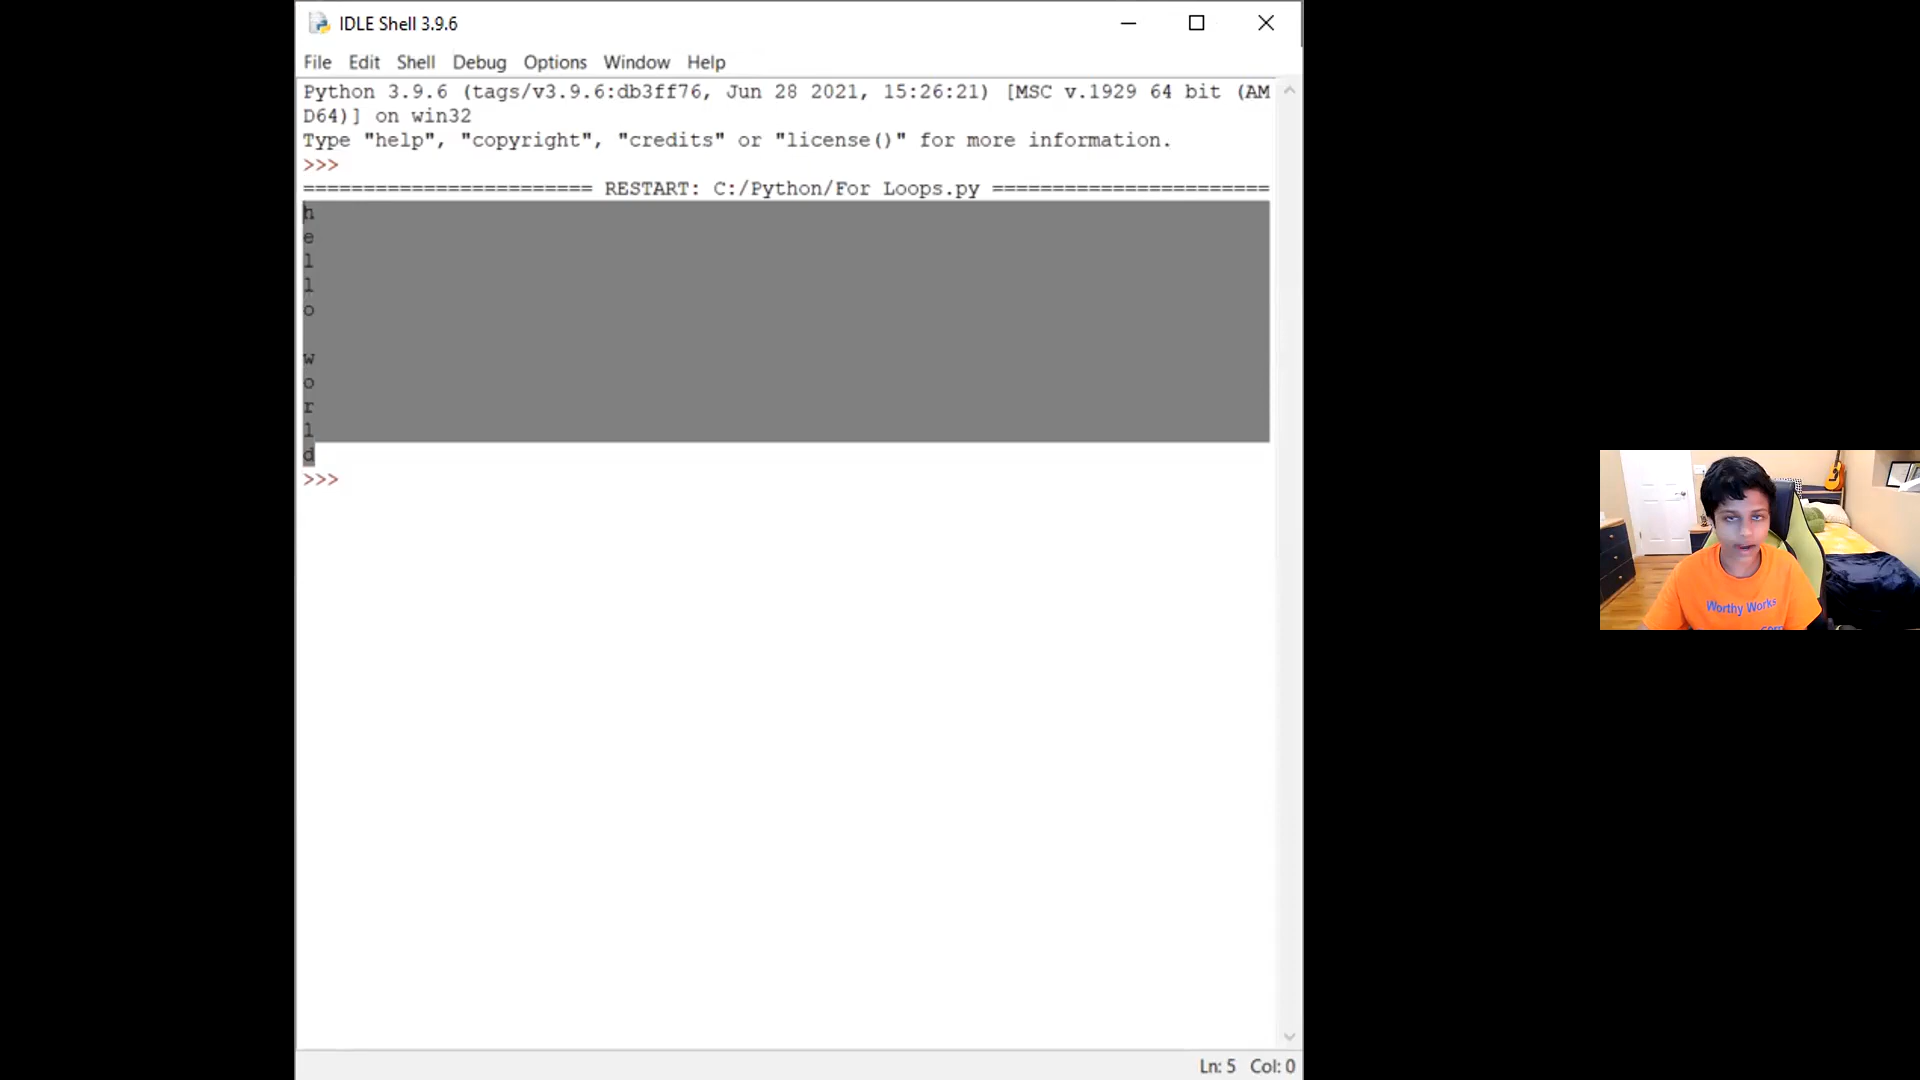 IDLE Shell 3.9.6
File Edit Shell Debug Options Window Help
Python 3.9.6 (tags/v3.9.6:db3ff76, Jun 28 2021, 15:26:21) [MSC v.1929 64 bit (AM
D64)] on win32
Type "help", "copyright", "credits" or "license()" for more information.
>>>
======================== RESTART: C:/Python/For Loops.py =======================
h
e
l
l
o

w
o
r
l
d
>>>
Worthy Works
Ln: 5 Col: 0